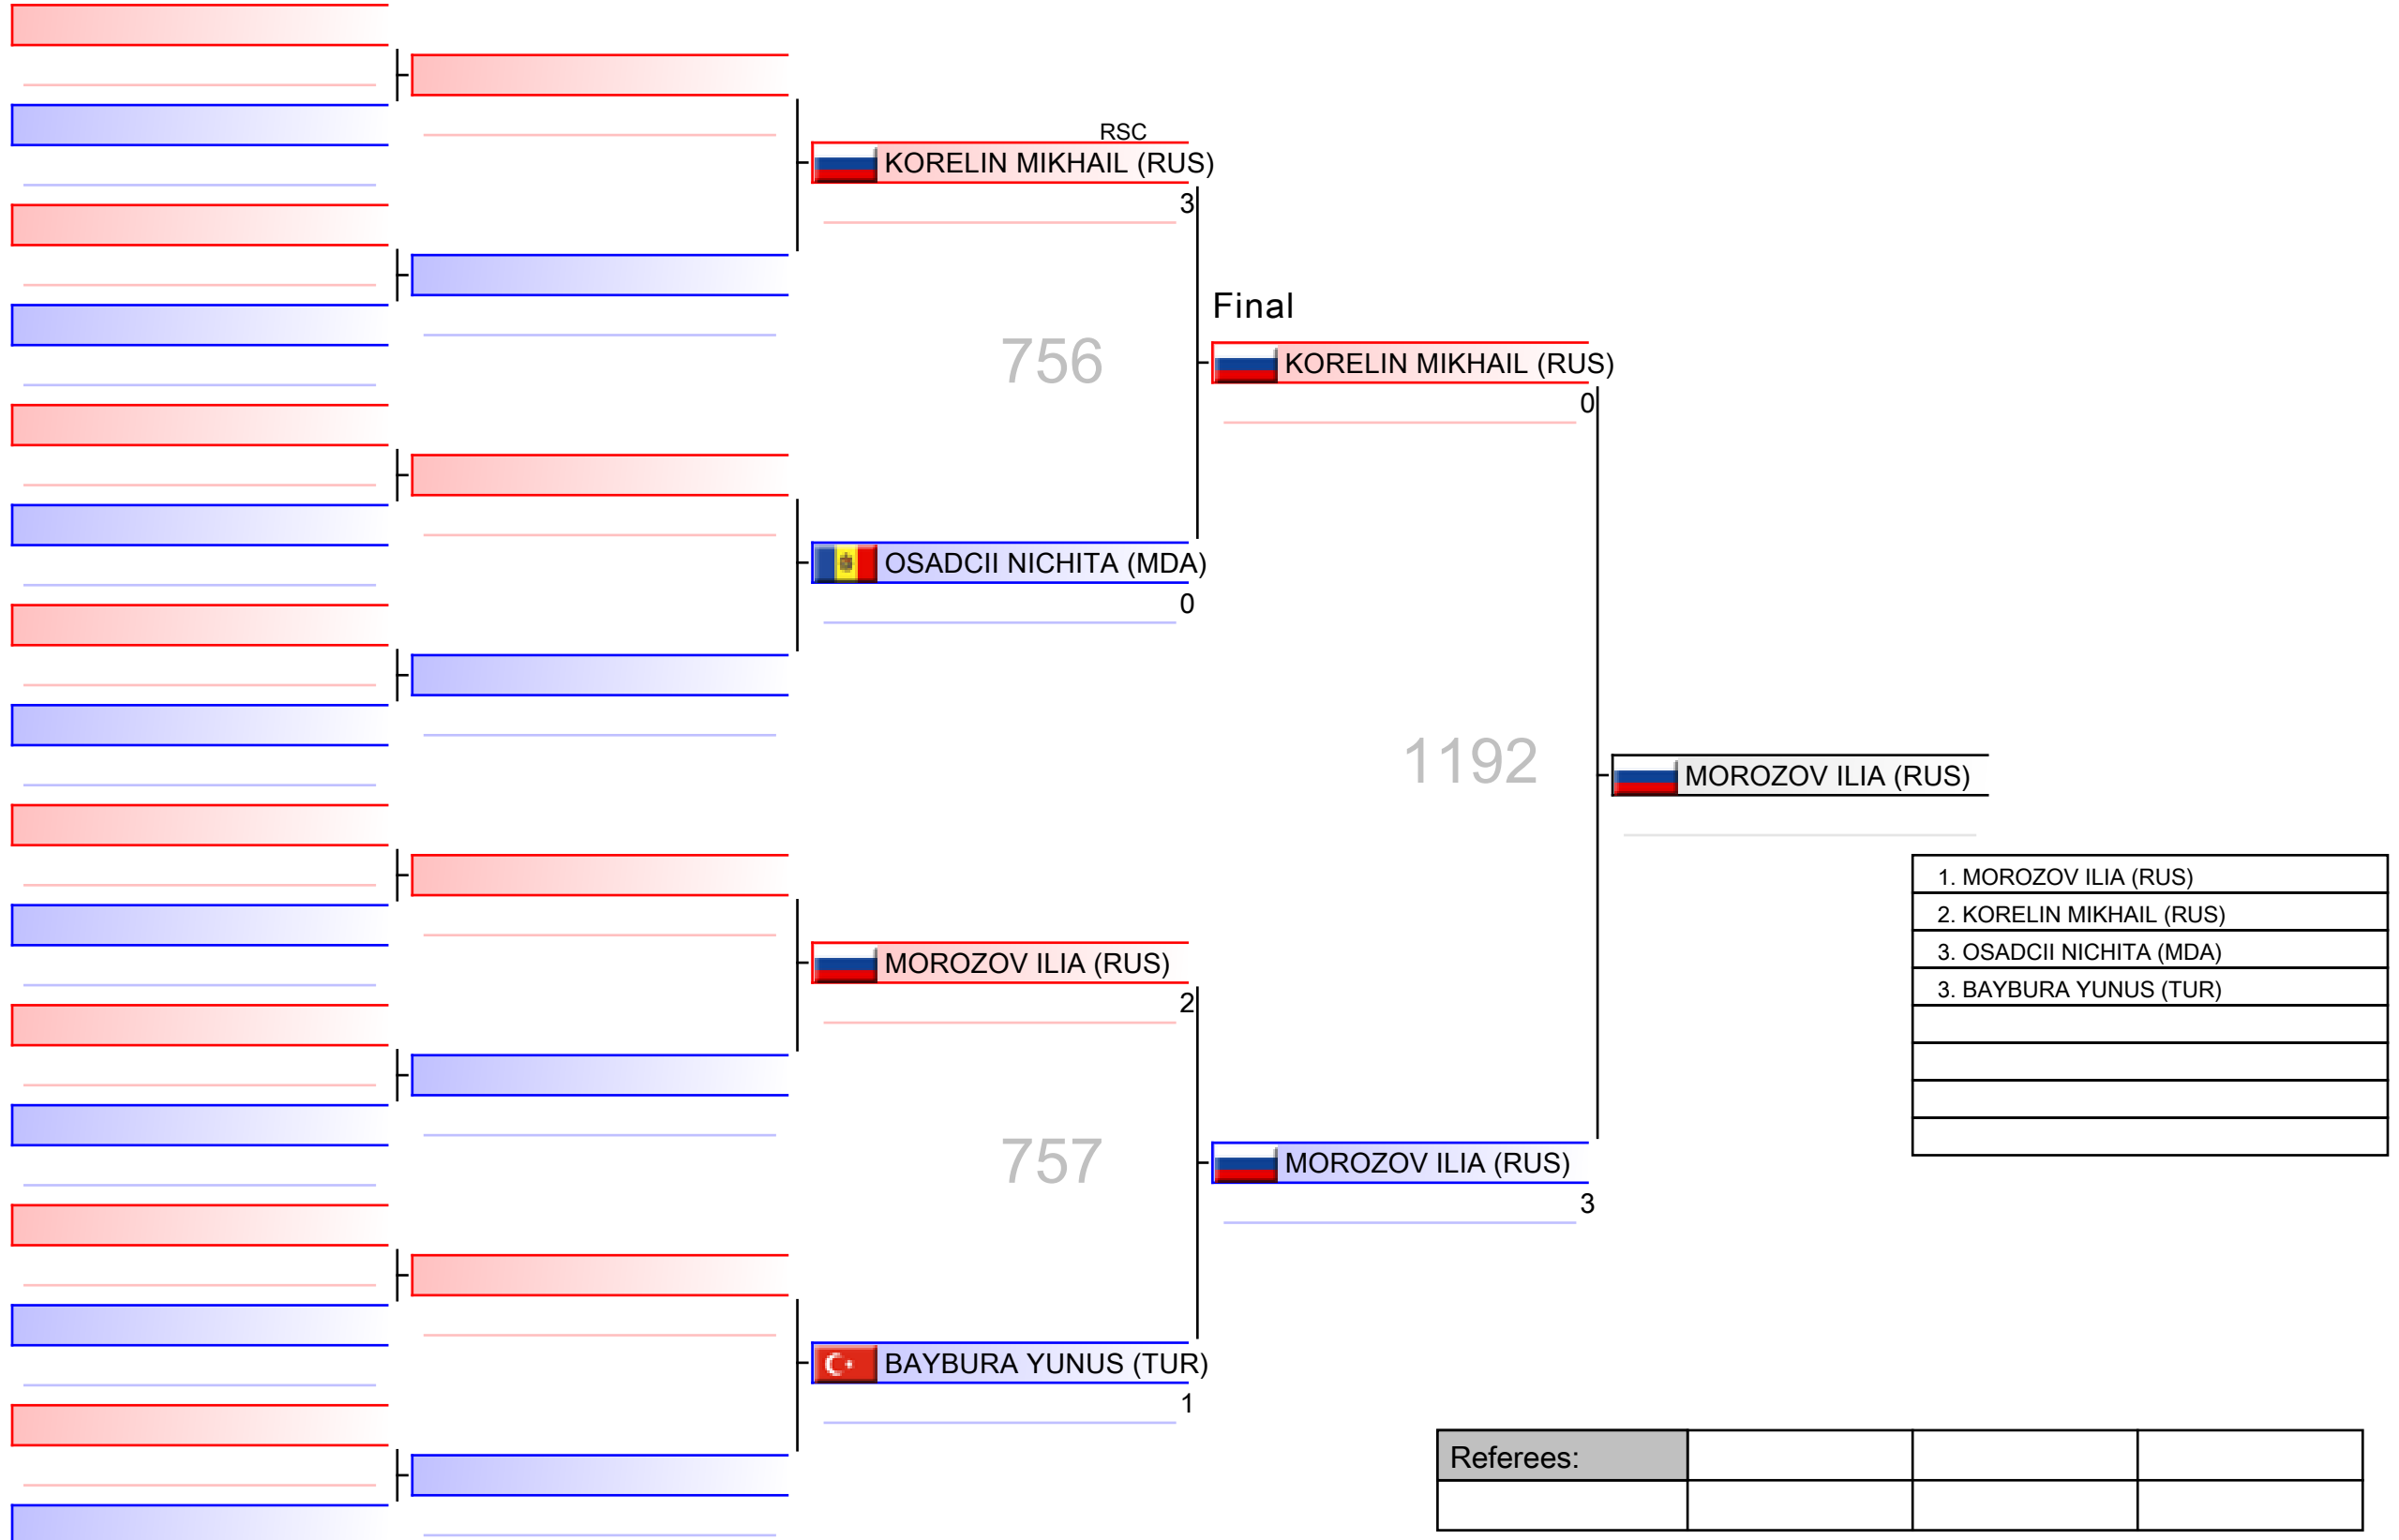 RSC
KORELIN MIKHAIL (RUS)
3
Final
756
KORELIN MIKHAIL (RUS)
0
OSADCII NICHITA (MDA)
0
1192
MOROZOV ILIA (RUS)
1. MOROZOV ILIA (RUS)
2. KORELIN MIKHAIL (RUS)
3. OSADCII NICHITA (MDA)
3. BAYBURA YUNUS (TUR)
MOROZOV ILIA (RUS)
2
757
MOROZOV ILIA (RUS)
3
BAYBURA YUNUS (TUR)
1
Referees: